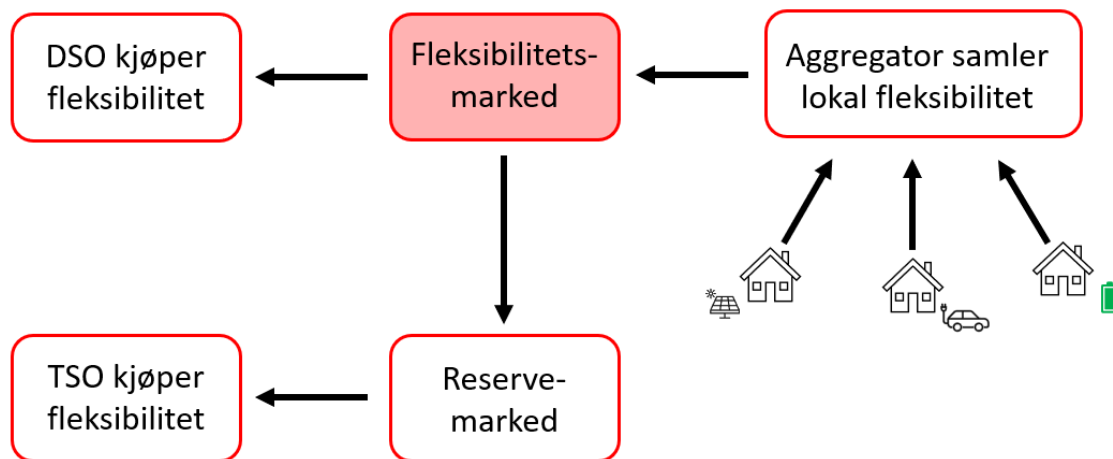 DSO kjøper
fleksibilitet
Fleksibilitets-
marked
Aggregator samler
lokal fleksibilitet
TSO kjøper
fleksibilitet
Reserve-
marked